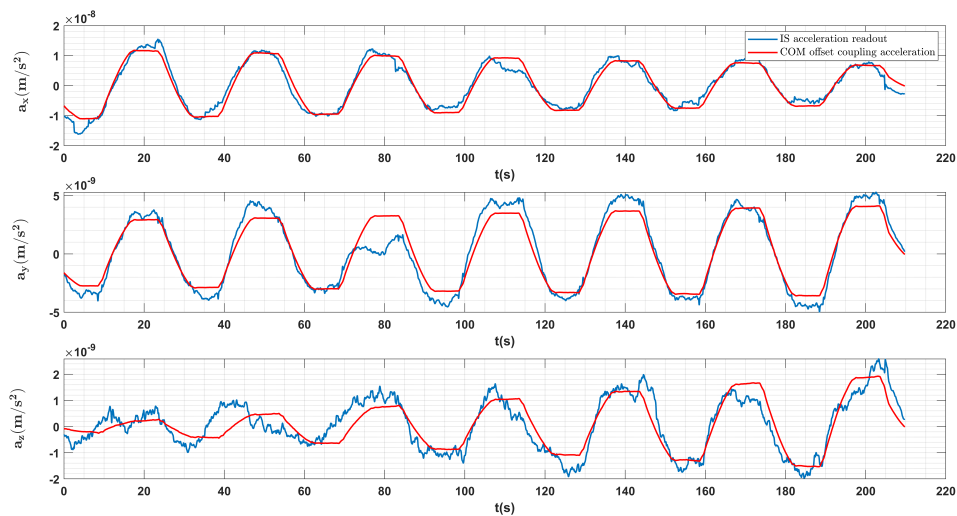 ×10⁻⁸
2
1
0
-1
-2
aₓ(m/s²)
IS acceleration readout
COM offset coupling acceleration
0 20 40 60 80 100 120 140 160 180 200 220
t(s)
×10⁻⁹
5
0
-5
a_y(m/s²)
0 20 40 60 80 100 120 140 160 180 200 220
t(s)
×10⁻⁹
2
1
0
-1
-2
a_z(m/s²)
0 20 40 60 80 100 120 140 160 180 200 220
t(s)